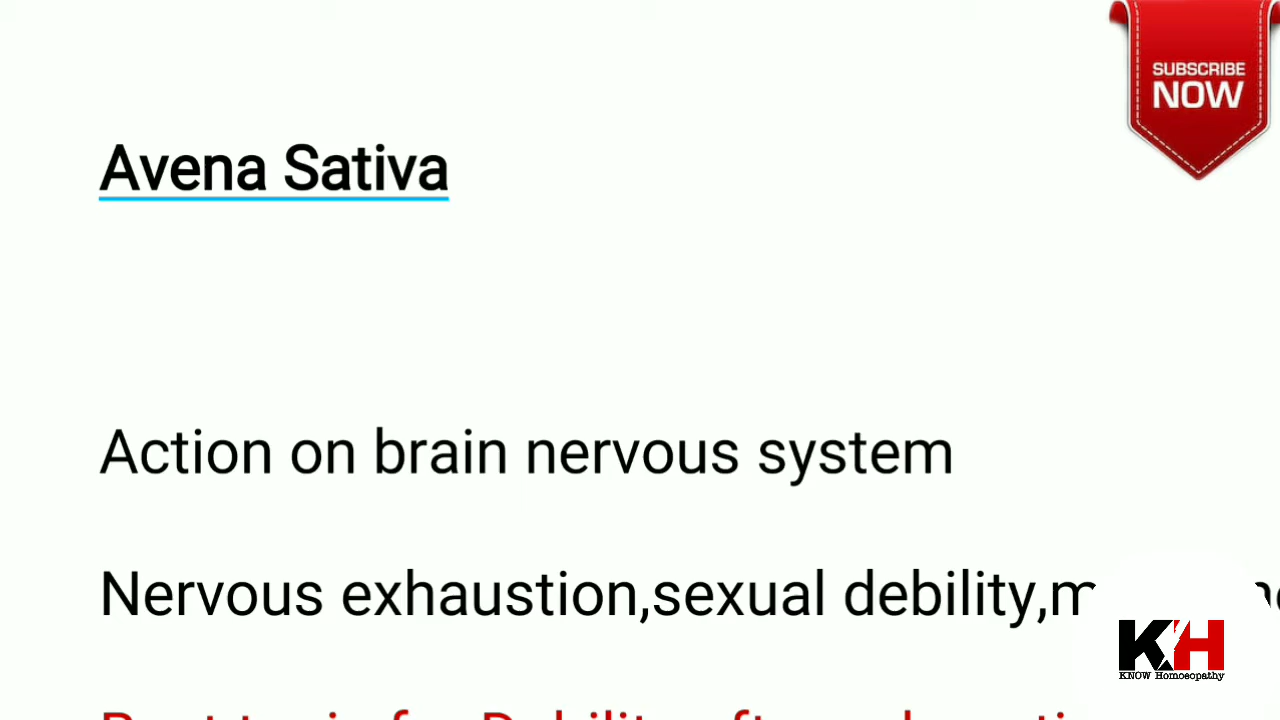 SUBSCRIBE
NOW
Avena Sativa
Action on brain nervous system
Nervous exhaustion,sexual debility,
KH
KNOW Homoeopathy